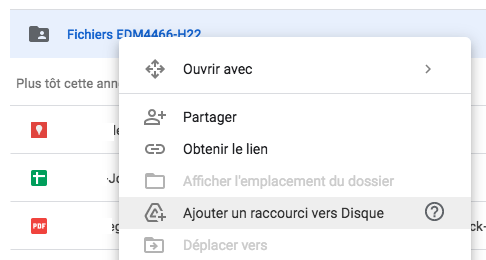 Fichiers EDM4466-H22
Ouvrir avec
Plus tôt cette ann
Partager
Obtenir le lien
Afficher l'emplacement du dossier
Ajouter un raccourci vers Disque
PDF
Déplacer vers